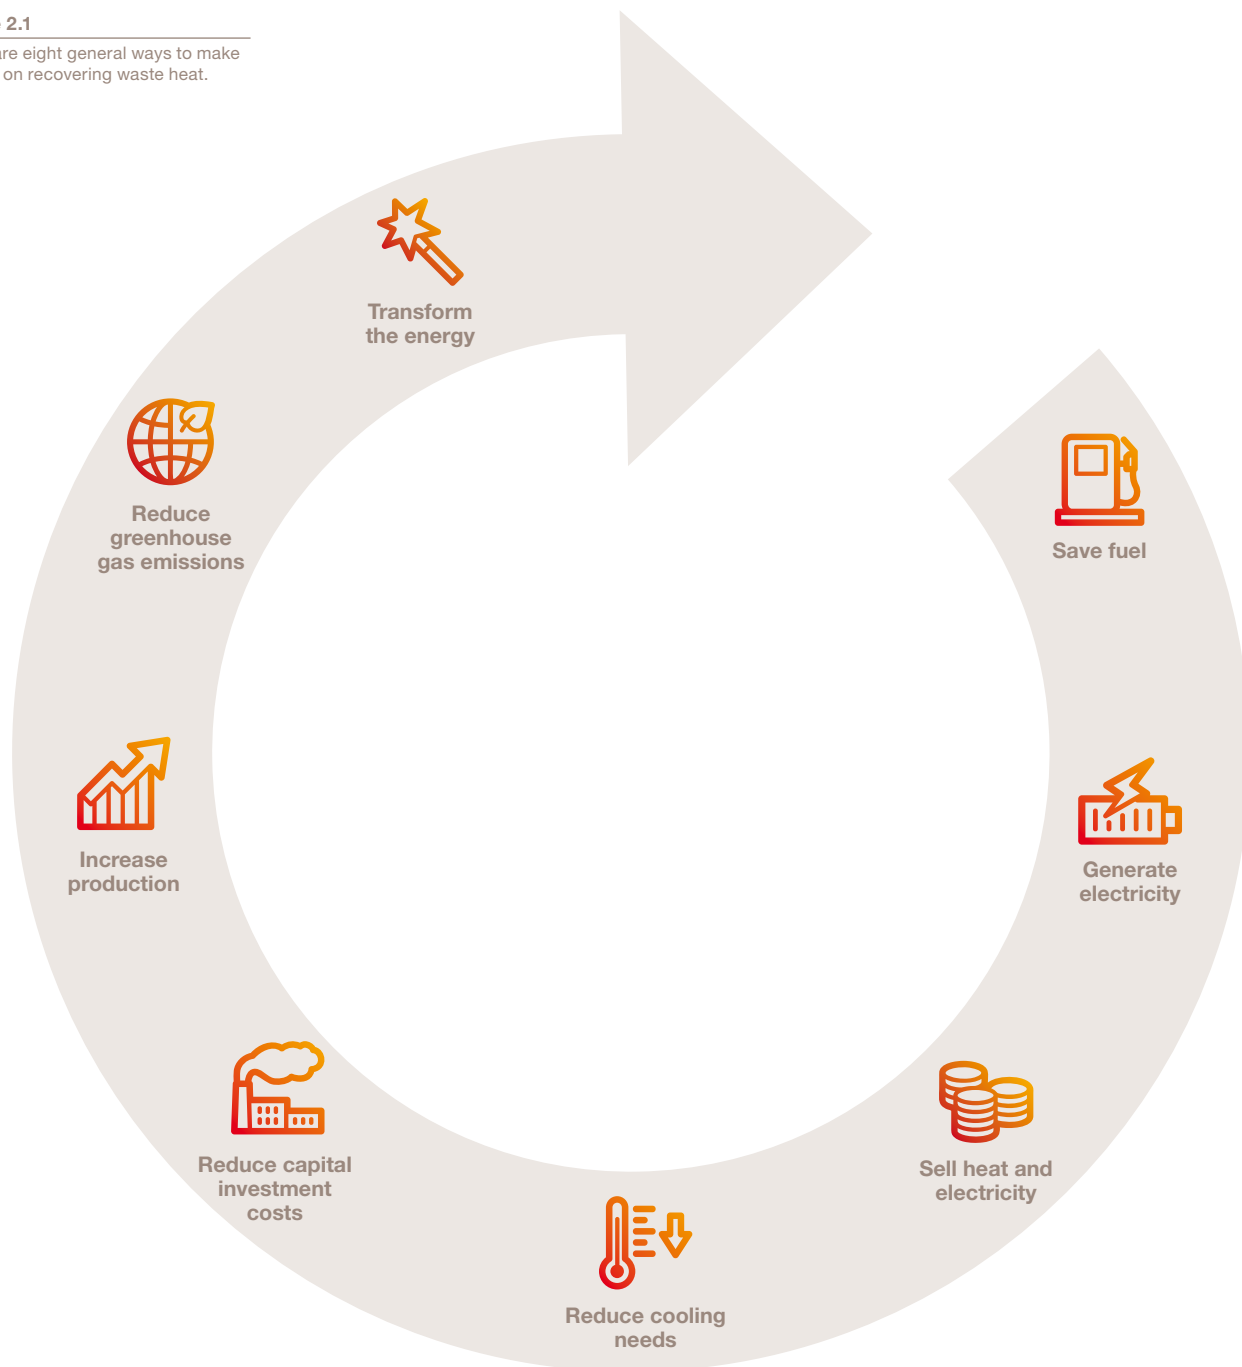 2.1
are eight general ways to make
on recovering waste heat.
Transform
the energy
Reduce
greenhouse
gas emissions
Save fuel
Increase
production
Generate
electricity
Reduce capital
investment
costs
Sell heat and
electricity
Reduce cooling
needs